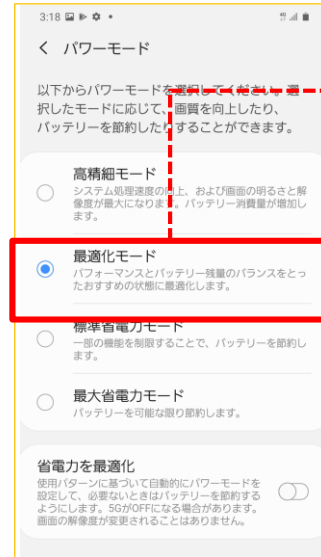 3:18
パワーモード
以下からパワーモードを選択してください。選
択したモードに応じて、画質を向上したり、
バッテリーを節約したりすることができます。
高精細モード
システム処理速度の向上、および画面の明るさと解
像度が最大になります。バッテリー消費量が増加し
ます。
最適化モード
パフォーマンスとバッテリー残量のバランスをとっ
たおすすめの状態に最適化します。
標準省電力モード
一部の機能を制限することで、バッテリーを節約し
ます。
最大省電力モード
バッテリーを可能な限り節約します。
省電力を最適化
使用パターンに基づいて自動的にパワーモードを
設定して、必要ないときはバッテリーを節約する
ようにします。5GがOFFになる場合があります。
画面の解像度が変更されることはありません。